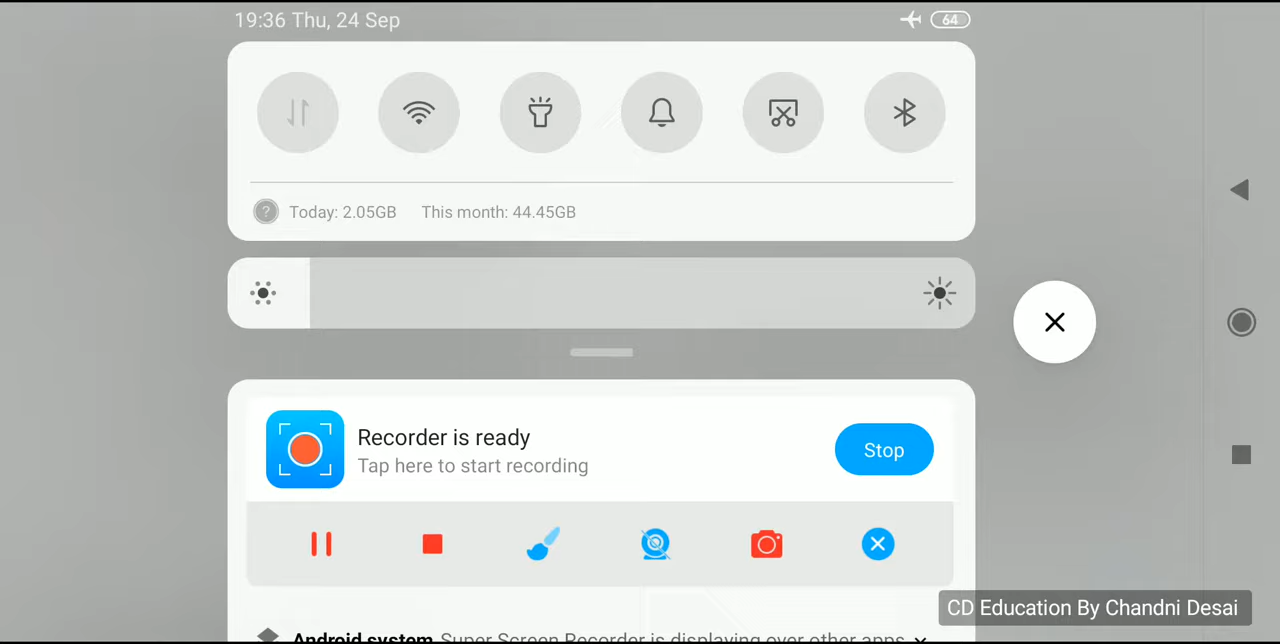 19:36 Thu, 24 Sep
64
Today: 2.05GB This month: 44.45GB
Recorder is ready
Tap here to start recording
Stop
CD Education By Chandni Desai
Android system Super Screen Recorder is displaying over other apps